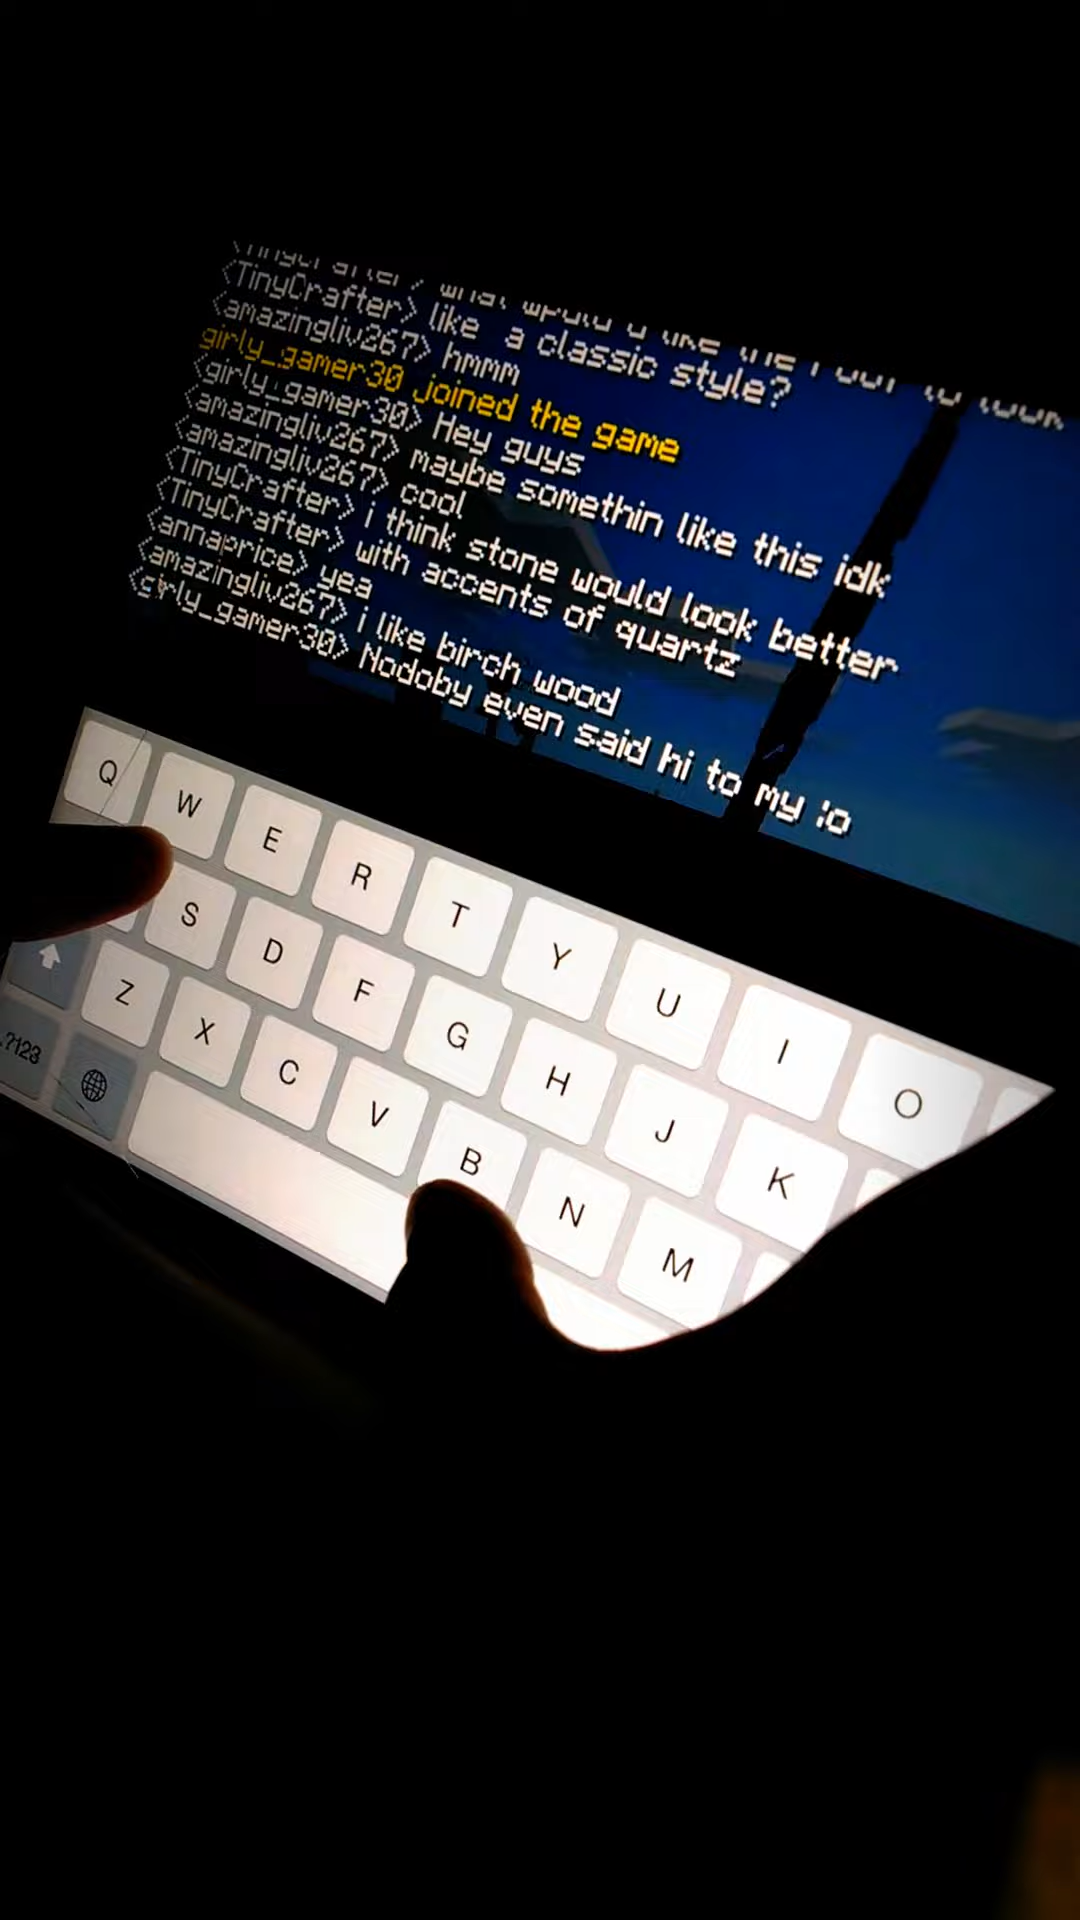 <TinyCrafter> what would u like the roof to look
<TinyCrafter> like a classic style?
<amazingliv267> hmmm
girly_gamer30 joined the game
<girly_gamer30> Hey guys
<amazingliv267> maybe somethin like this idk
<amazingliv267> cool
<TinyCrafter> i think stone would look better
<TinyCrafter> with accents of quartz
<annaprice> yea
<amazingliv267> i like birch wood
<girly_gamer30> Nodoby even said hi to my :o
Q W E R T Y U I O
S D F G H J K
Z X C V B N M
.?123